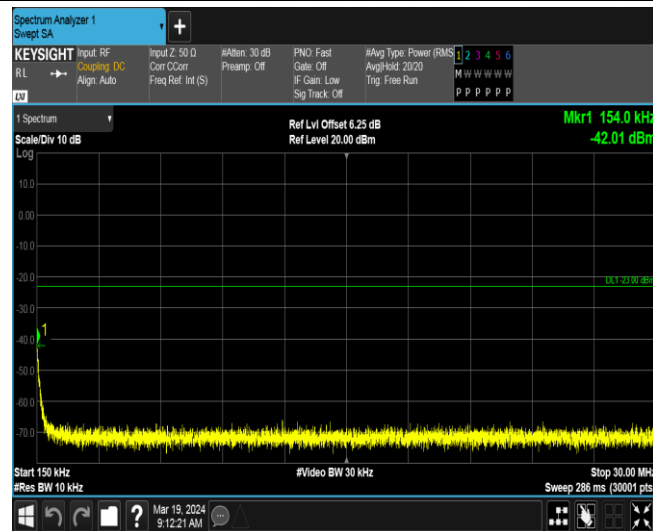 Spectrum Analyzer 1
Swept SA
+
KEYSIGHT Input: RF Input Z: 50 Ω #Atten: 30 dB PNO: Fast #Avg Type: Power (RMS 1 2 3 4 5 6
RL Coupling: DC Corr CCorr Preamp: Off Gate: Off Avg|Hold: 20/20 M W W W W W
Align: Auto Freq Ref: Int (S) IF Gain: Low Trig: Free Run
Sig Track: Off P P P P P P
LXI
1 Spectrum Ref Lvl Offset 6.25 dB Mkr1 154.0 kHz
Scale/Div 10 dB Ref Level 20.00 dBm -42.01 dBm
Log
10.0
0.00
-10.0
-20.0
DL1 -23.00 dBm
-30.0
1
-40.0
-50.0
-60.0
-70.0
Start 150 kHz #Video BW 30 kHz Stop 30.00 MHz
#Res BW 10 kHz Sweep 286 ms (30001 pts
? Mar 19, 2024
9:12:21 AM